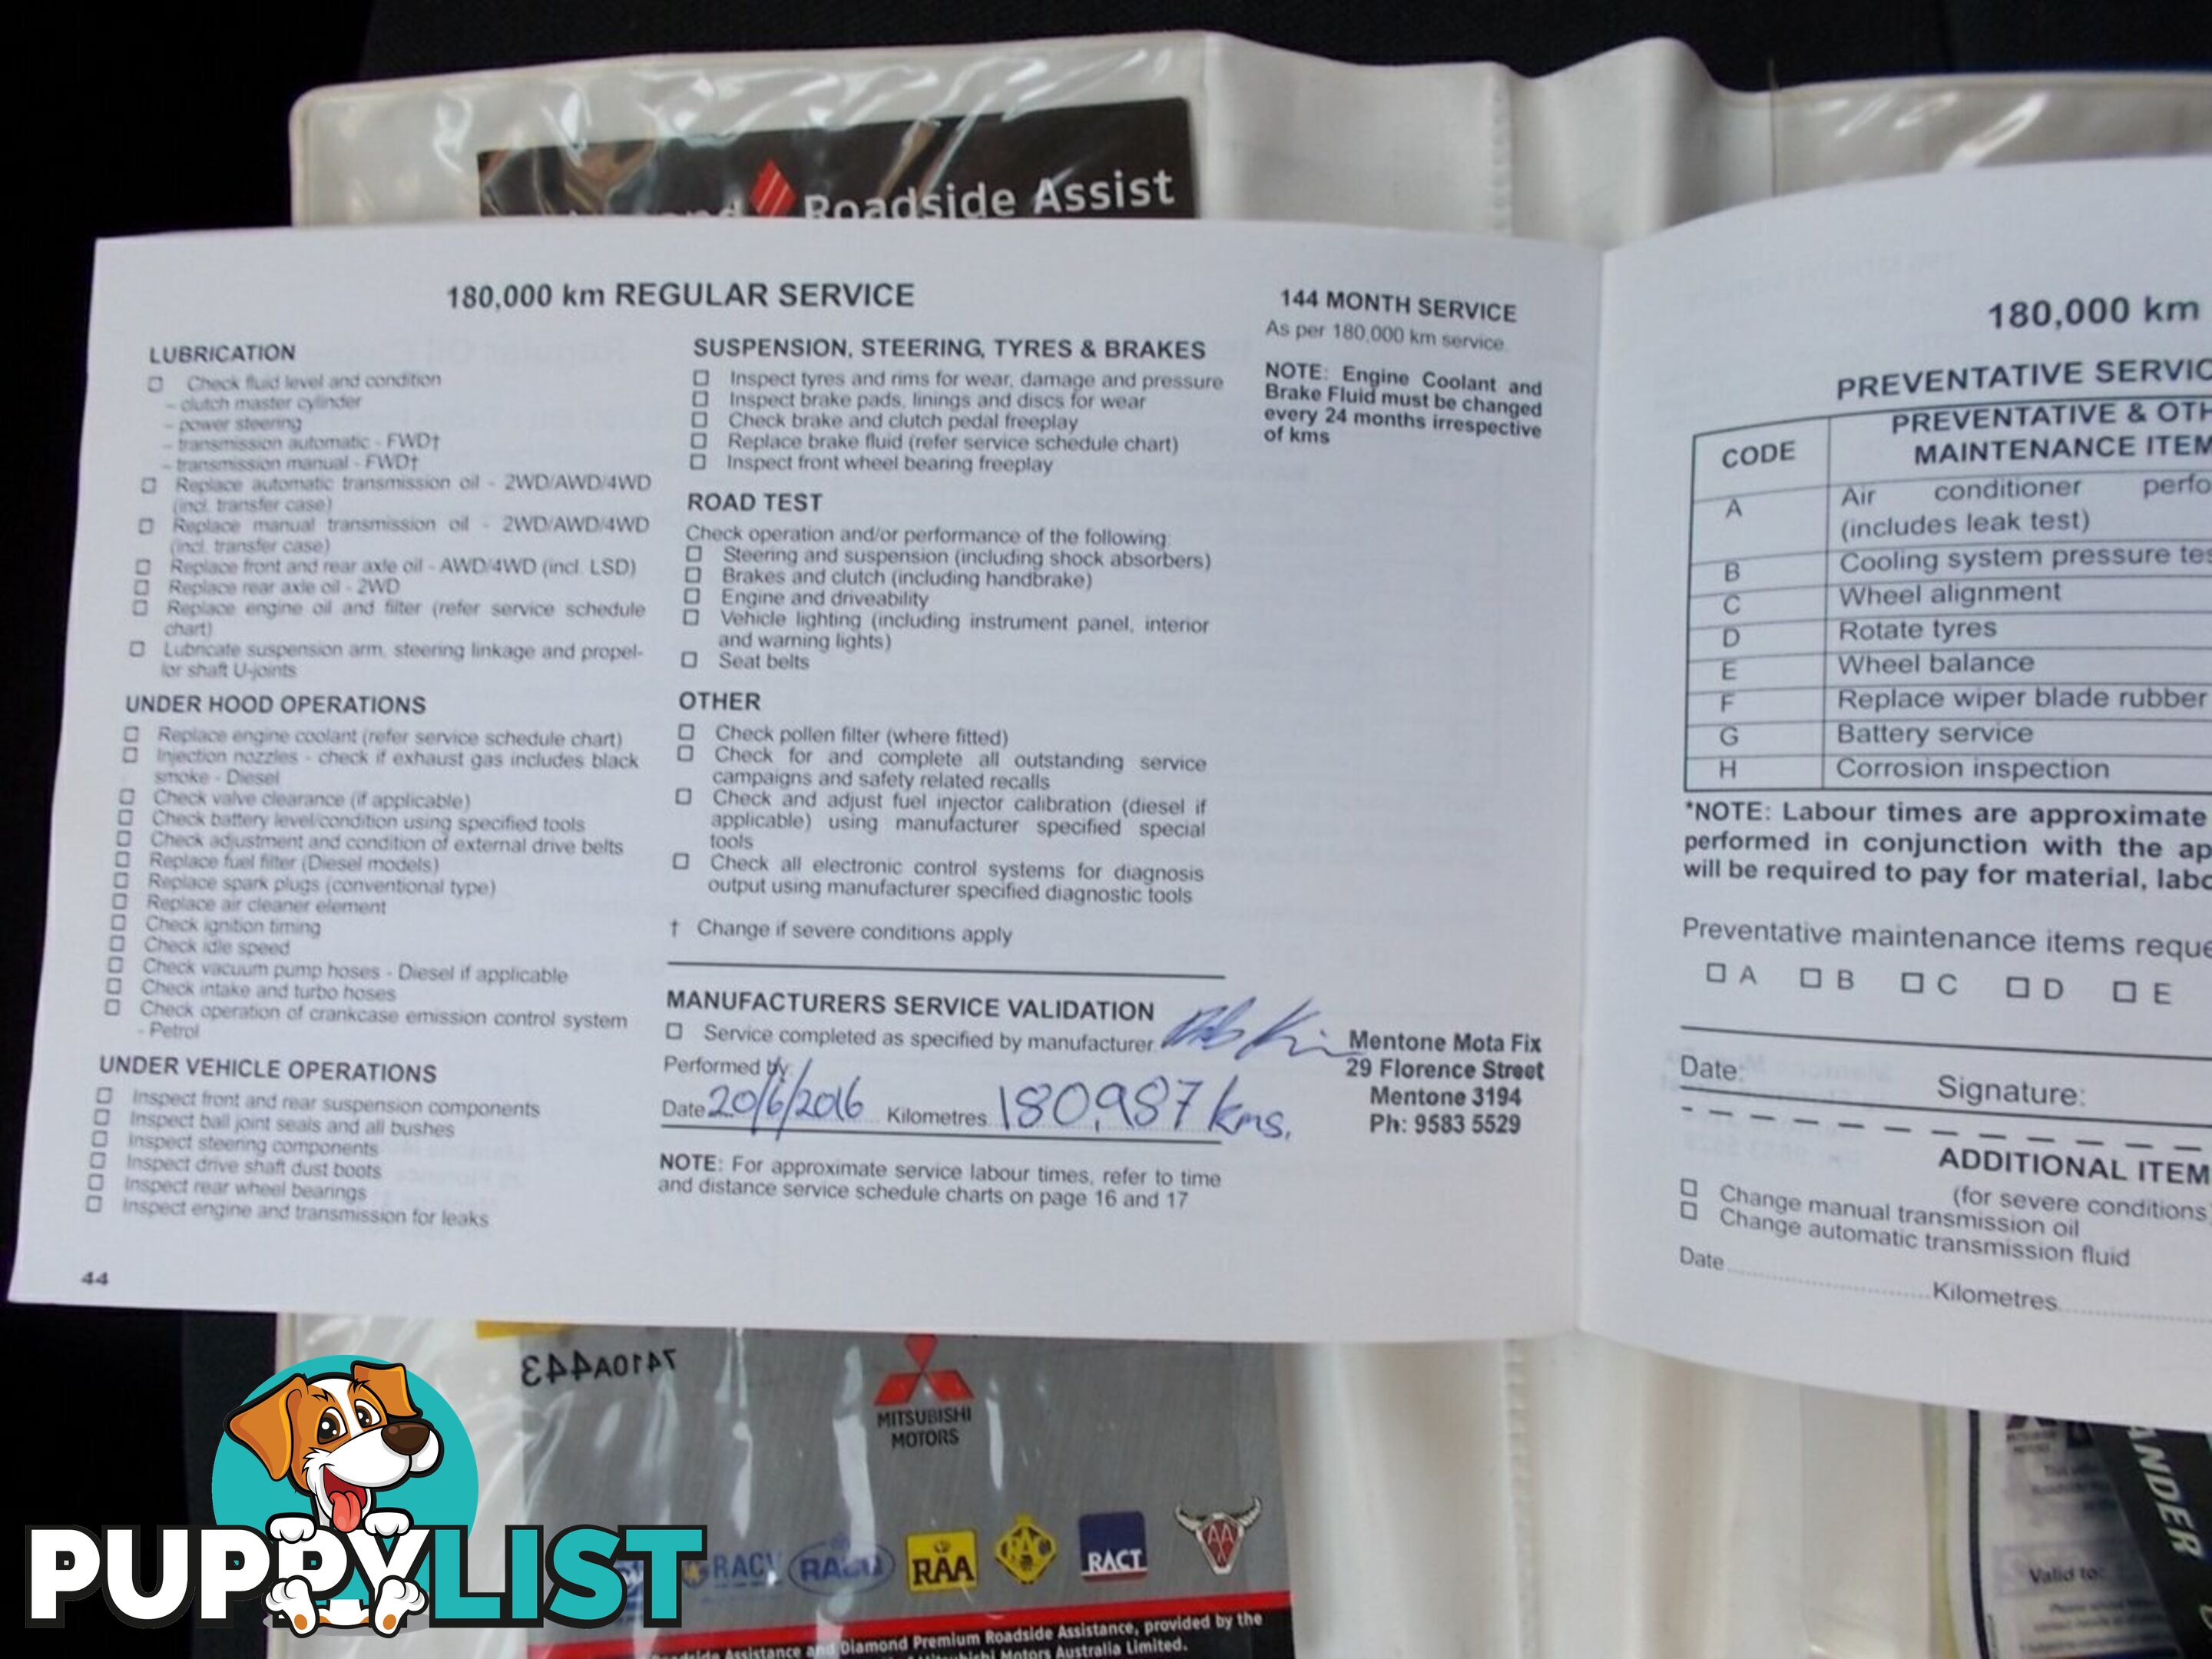 Roadside Assist
180,000 km REGULAR SERVICE
LUBRICATION
Check fluid level and condition
– clutch master cylinder
– power steering
– transmission automatic - FWD†
– transmission manual - FWD†
Replace automatic transmission oil - 2WD/AWD/4WD
(incl. transfer case)
Replace manual transmission oil - 2WD/AWD/4WD
(incl. transfer case)
Replace front and rear axle oil - AWD/4WD (incl. LSD)
Replace rear axle oil - 2WD
Replace engine oil and filter (refer service schedule
chart)
Lubricate suspension arm, steering linkage and propel-
lor shaft U-joints
UNDER HOOD OPERATIONS
Replace engine coolant (refer service schedule chart)
Injection nozzles - check if exhaust gas includes black
smoke - Diesel
Check valve clearance (if applicable)
Check battery level/condition using specified tools
Check adjustment and condition of external drive belts
Replace fuel filter (Diesel models)
Replace spark plugs (conventional type)
Replace air cleaner element
Check ignition timing
Check idle speed
Check vacuum pump hoses - Diesel if applicable
Check intake and turbo hoses
Check operation of crankcase emission control system
- Petrol
UNDER VEHICLE OPERATIONS
Inspect front and rear suspension components
Inspect ball joint seals and all bushes
Inspect steering components
Inspect drive shaft dust boots
Inspect rear wheel bearings
Inspect engine and transmission for leaks
44
SUSPENSION, STEERING, TYRES & BRAKES
Inspect tyres and rims for wear, damage and pressure
Inspect brake pads, linings and discs for wear
Check brake and clutch pedal freeplay
Replace brake fluid (refer service schedule chart)
Inspect front wheel bearing freeplay
ROAD TEST
Check operation and/or performance of the following:
Steering and suspension (including shock absorbers)
Brakes and clutch (including handbrake)
Engine and driveability
Vehicle lighting (including instrument panel, interior
and warning lights)
Seat belts
OTHER
Check pollen filter (where fitted)
Check for and complete all outstanding service
campaigns and safety related recalls
Check and adjust fuel injector calibration (diesel if
applicable) using manufacturer specified special
tools
Check all electronic control systems for diagnosis
output using manufacturer specified diagnostic tools
† Change if severe conditions apply
MANUFACTURERS SERVICE VALIDATION
Service completed as specified by manufacturer
Performed by:
Date 20/6/2016 Kilometres 180,987 kms.
NOTE: For approximate service labour times, refer to time
and distance service schedule charts on page 16 and 17
144 MONTH SERVICE
As per 180,000 km service.
NOTE: Engine Coolant and
Brake Fluid must be changed
every 24 months irrespective
of kms
Mentone Mota Fix
29 Florence Street
Mentone 3194
Ph: 9583 5529
180,000 km
PREVENTATIVE SERVIC
CODE
PREVENTATIVE & OTH
MAINTENANCE ITEM
A Air conditioner perfo
(includes leak test)
B Cooling system pressure tes
C Wheel alignment
D Rotate tyres
E Wheel balance
F Replace wiper blade rubber
G Battery service
H Corrosion inspection
*NOTE: Labour times are approximate
performed in conjunction with the ap
will be required to pay for material, labo
Preventative maintenance items reque
A B C D E
Date: Signature:
ADDITIONAL ITEM
(for severe conditions)
Change manual transmission oil
Change automatic transmission fluid
Date Kilometres
7410A443
MITSUBISHI
MOTORS
RACV RACQ RAA RAC RACT AA
Assistance and Diamond Premium Roadside Assistance, provided by the
Mitsubishi Motors Australia Limited.
ANDER
Valid to:
PUPPYLIST